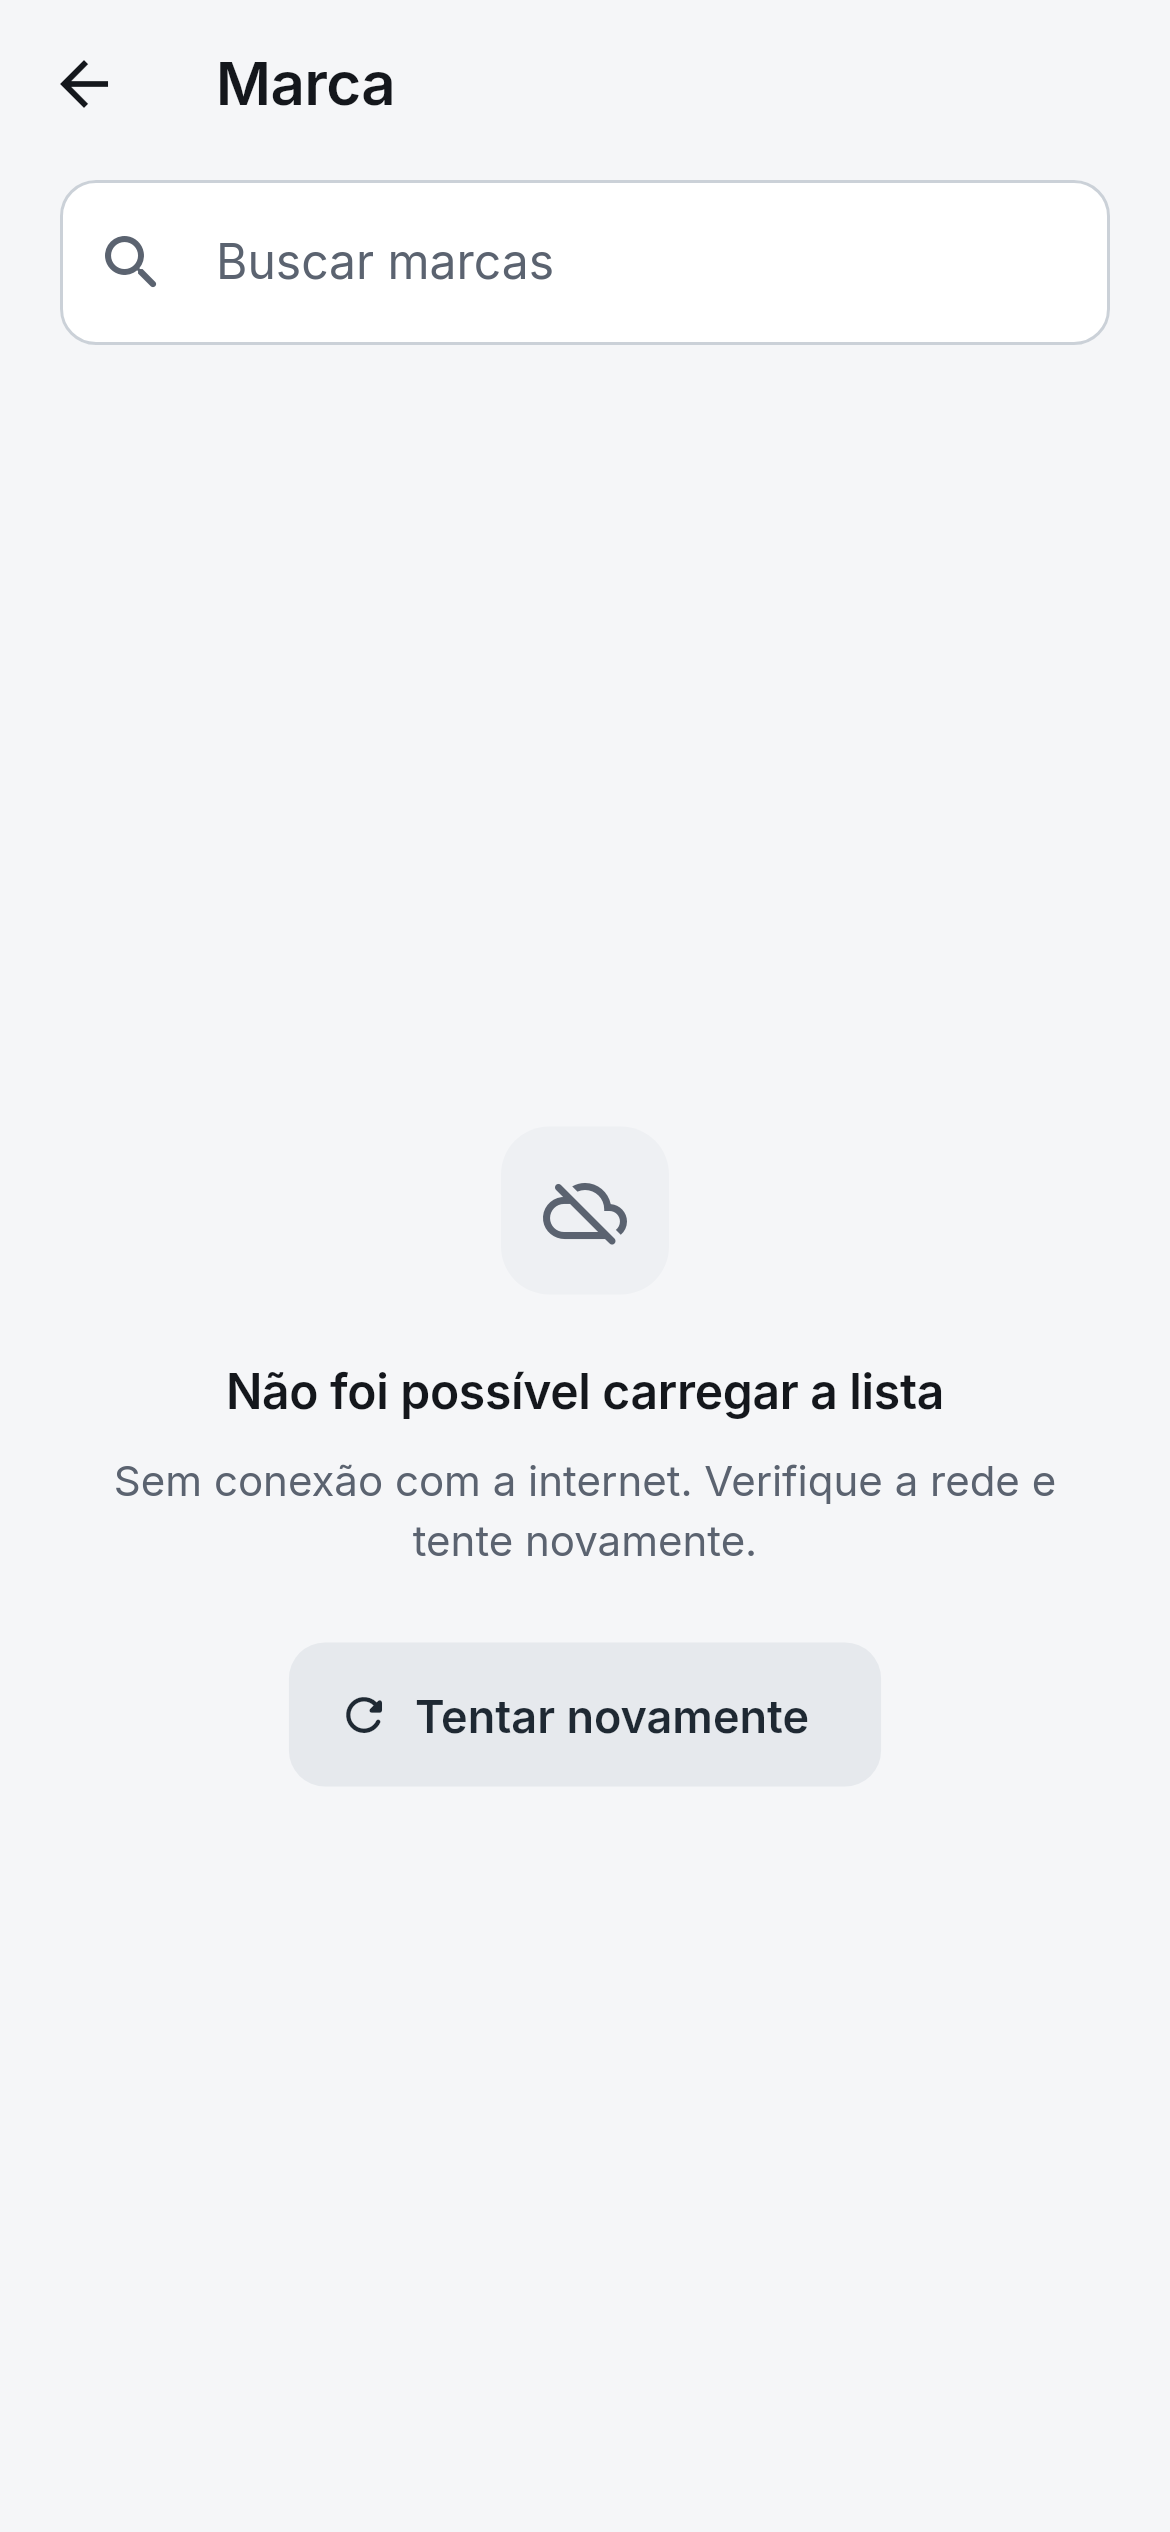 Marca
Buscar marcas
Não foi possível carregar a lista
Sem conexão com a internet. Verifique a rede e
tente novamente.
Tentar novamente